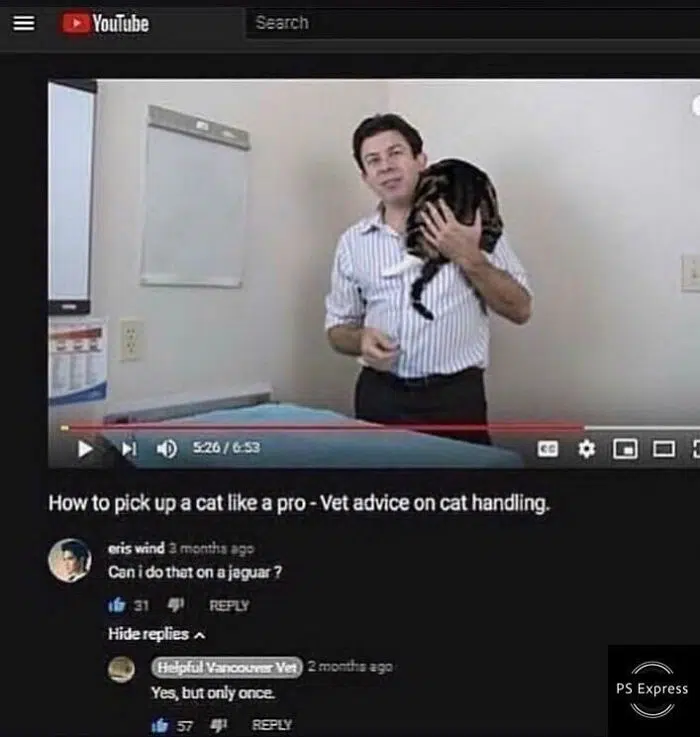 YouTube
Search
5:26 / 6:53
CC
How to pick up a cat like a pro - Vet advice on cat handling.
eris wind 3 months ago
Can i do that on a jaguar ?
31 REPLY
Hide replies
Helpful Vancouver Vet 2 months ago
Yes, but only once.
57 REPLY
PS Express